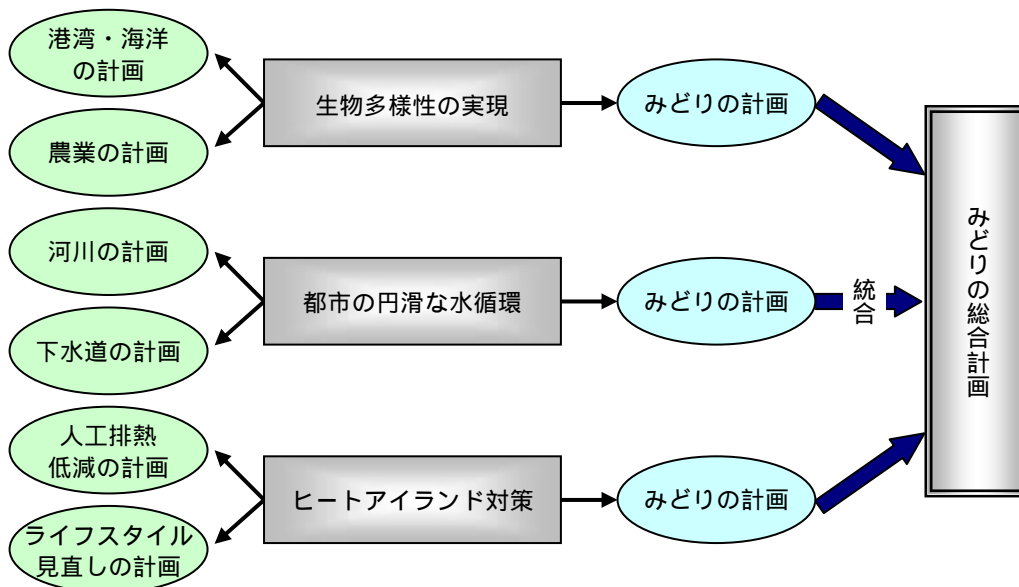 港湾・海洋
の計画
農業の計画
生物多様性の実現
みどりの計画
河川の計画
下水道の計画
都市の円滑な水循環
みどりの計画
統合
人工排熱
低減の計画
ライフスタイル
見直しの計画
ヒートアイランド対策
みどりの計画
みどりの総合計画